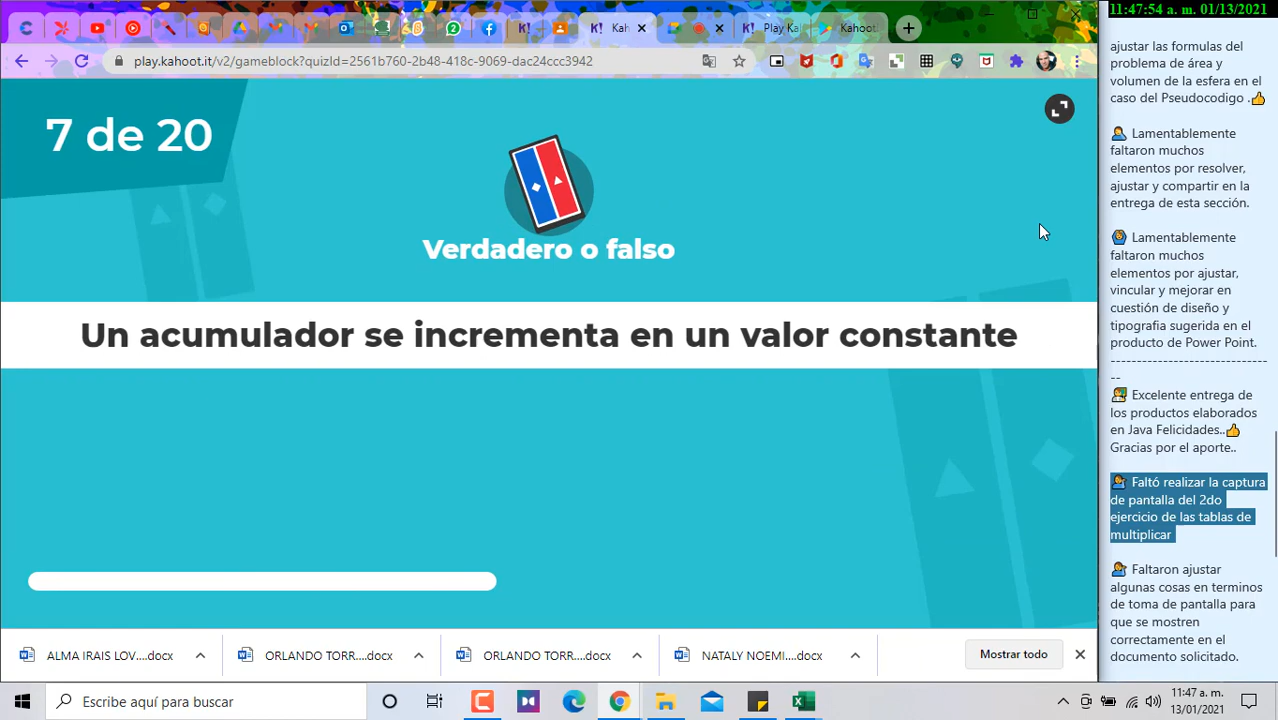 11:47:54 a. m. 01/13/2021
Kah
Play Ka
Kahoot!
play.kahoot.it/v2/gameblock?quizId=2561b760-2b48-418c-9069-dac24ccc3942
7 de 20
Verdadero o falso
Un acumulador se incrementa en un valor constante
ajustar las formulas del
problema de área y
volumen de la esfera en el
caso del Pseudocodigo .👍
Lamentablemente
faltaron muchos
elementos por resolver,
ajustar y compartir en la
entrega de esta sección.
Lamentablemente
faltaron muchos
elementos por ajustar,
vincular y mejorar en
cuestión de diseño y
tipografia sugerida en el
producto de Power Point.
--------------------------------
--
Excelente entrega de
los productos elaborados
en Java Felicidades..👍
Gracias por el aporte..
Faltó realizar la captura
de pantalla del 2do
ejercicio de las tablas de
multiplicar
Faltaron ajustar
algunas cosas en terminos
de toma de pantalla para
que se mostren
correctamente en el
documento solicitado.
ALMA IRAIS LOV....docx
ORLANDO TORR....docx
ORLANDO TORR....docx
NATALY NOEMI....docx
Mostrar todo
Escribe aquí para buscar
11:47 a. m.
13/01/2021